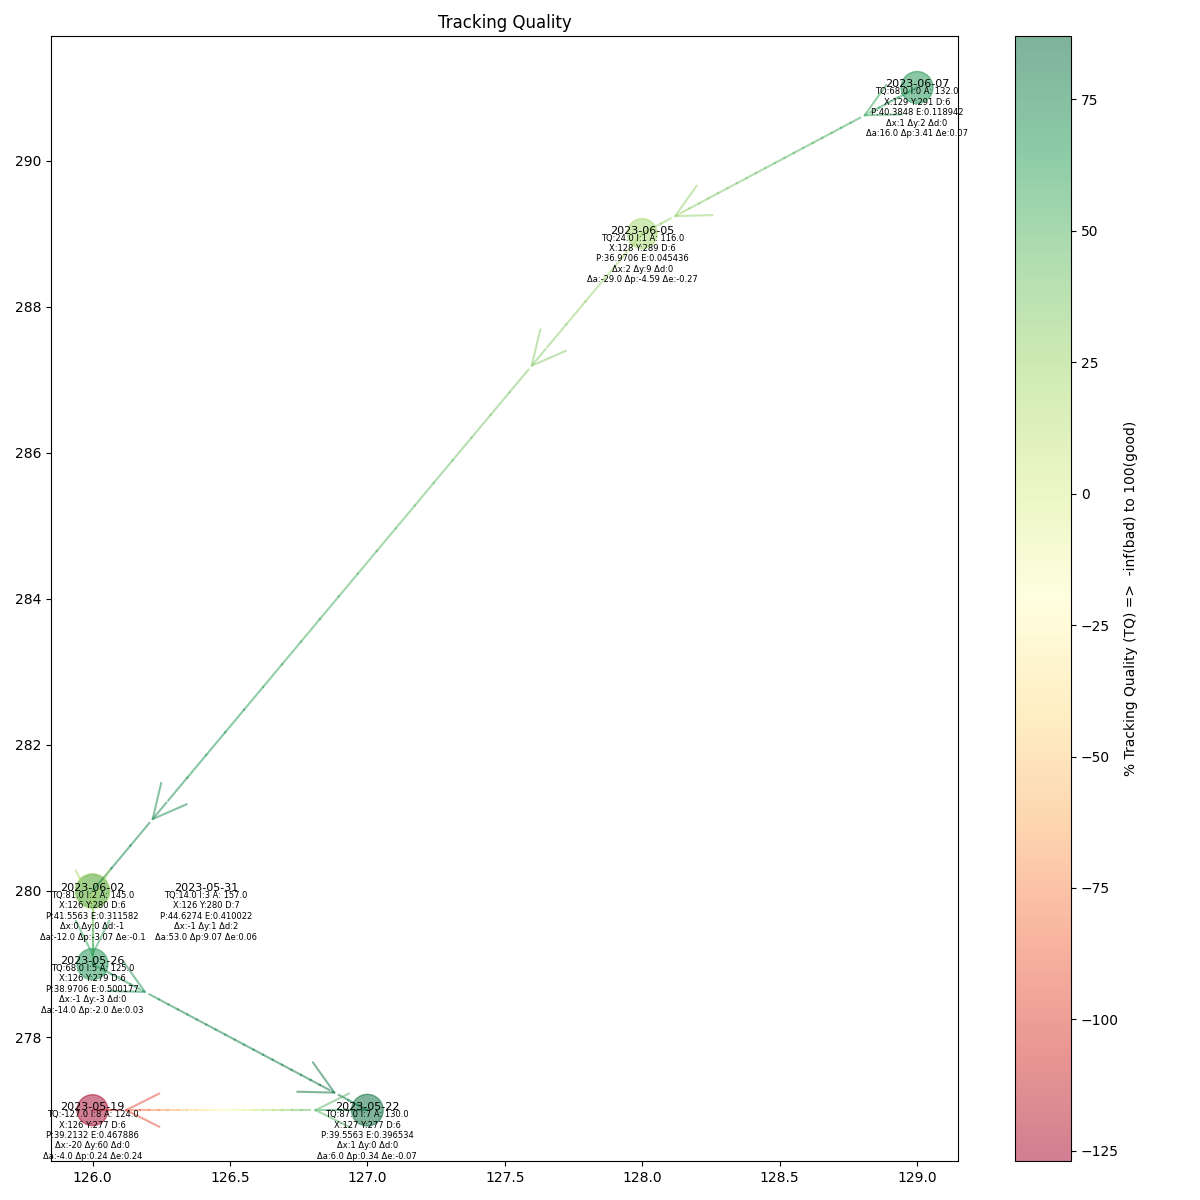 Tracking Quality
2023-06-07
TQ:68.0 I:0 A: 132.0
X:129 Y:291 D:6
P:40.3848 E:0.118942
Δx:1 Δy:2 Δd:0
Δa:16.0 Δp:3.41 Δe:0.07
2023-06-05
TQ:24.0 I:1 A: 116.0
X:128 Y:289 D:6
P:36.9706 E:0.045436
Δx:2 Δy:9 Δd:0
Δa:-29.0 Δp:-4.59 Δe:-0.27
2023-06-02
TQ:81.0 I:2 A: 145.0
X:126 Y:280 D:6
P:41.5563 E:0.311582
Δx:0 Δy:0 Δd:-1
Δa:-12.0 Δp:-3.07 Δe:-0.1
2023-05-31
TQ:14.0 I:3 A: 157.0
X:126 Y:280 D:7
P:44.6274 E:0.410022
Δx:-1 Δy:1 Δd:2
Δa:53.0 Δp:9.07 Δe:0.06
2023-05-26
TQ:68.0 I:5 A: 125.0
X:126 Y:279 D:6
P:38.9706 E:0.500177
Δx:-1 Δy:-3 Δd:0
Δa:-14.0 Δp:-2.0 Δe:0.03
2023-05-19
TQ:-127.0 I:8 A: 124.0
X:126 Y:277 D:6
P:39.2132 E:0.467886
Δx:-20 Δy:60 Δd:0
Δa:-4.0 Δp:0.24 Δe:0.24
2023-05-22
TQ:87.0 I:7 A: 130.0
X:127 Y:277 D:6
P:39.5563 E:0.396534
Δx:1 Δy:0 Δd:0
Δa:6.0 Δp:0.34 Δe:-0.07
290
288
286
284
282
280
278
126.0
126.5
127.0
127.5
128.0
128.5
129.0
75
50
25
0
−25
−50
−75
−100
−125
% Tracking Quality (TQ) => -inf(bad) to 100(good)